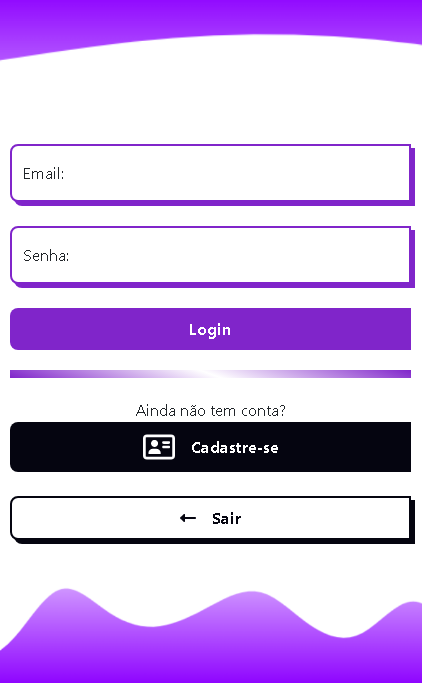 Email:
Senha:
Login
Ainda não tem conta?
Cadastre-se
Sair